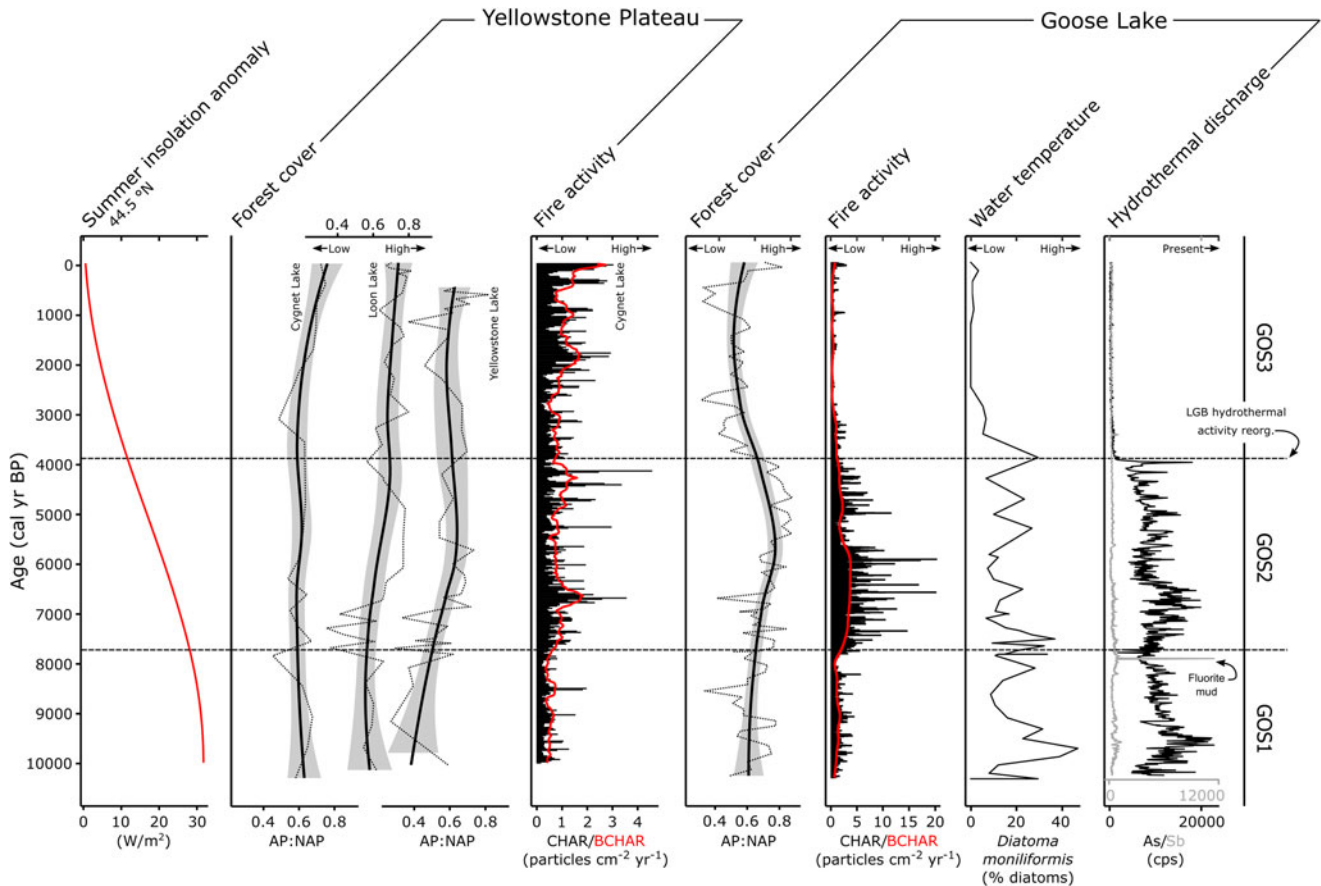 Yellowstone Plateau
Goose Lake
Summer insolation anomaly
44.5 °N
Forest cover
Fire activity
Forest cover
Fire activity
Water temperature
Hydrothermal discharge
0.4 0.6 0.8
Low High
Low High
Low High
Low High
Low High
Present
Cygnet Lake
Loon Lake
Yellowstone Lake
Cygnet Lake
Age (cal yr BP)
0
1000
2000
3000
4000
5000
6000
7000
8000
9000
10000
GOS3
LGB hydrothermal
activity reorg.
GOS2
Fluorite
mud
GOS1
0 12000
0 10 20 30
0.4 0.6
0.4 0.6 0.8
0 1 2 3 4
0.4 0.6 0.8
0 5 10 15 20
0 20 40
0 20000
(W/m²)
AP:NAP
AP:NAP
CHAR/BCHAR
(particles cm⁻² yr⁻¹)
AP:NAP
CHAR/BCHAR
(particles cm⁻² yr⁻¹)
Diatoma
moniliformis
(% diatoms)
As/Sb
(cps)